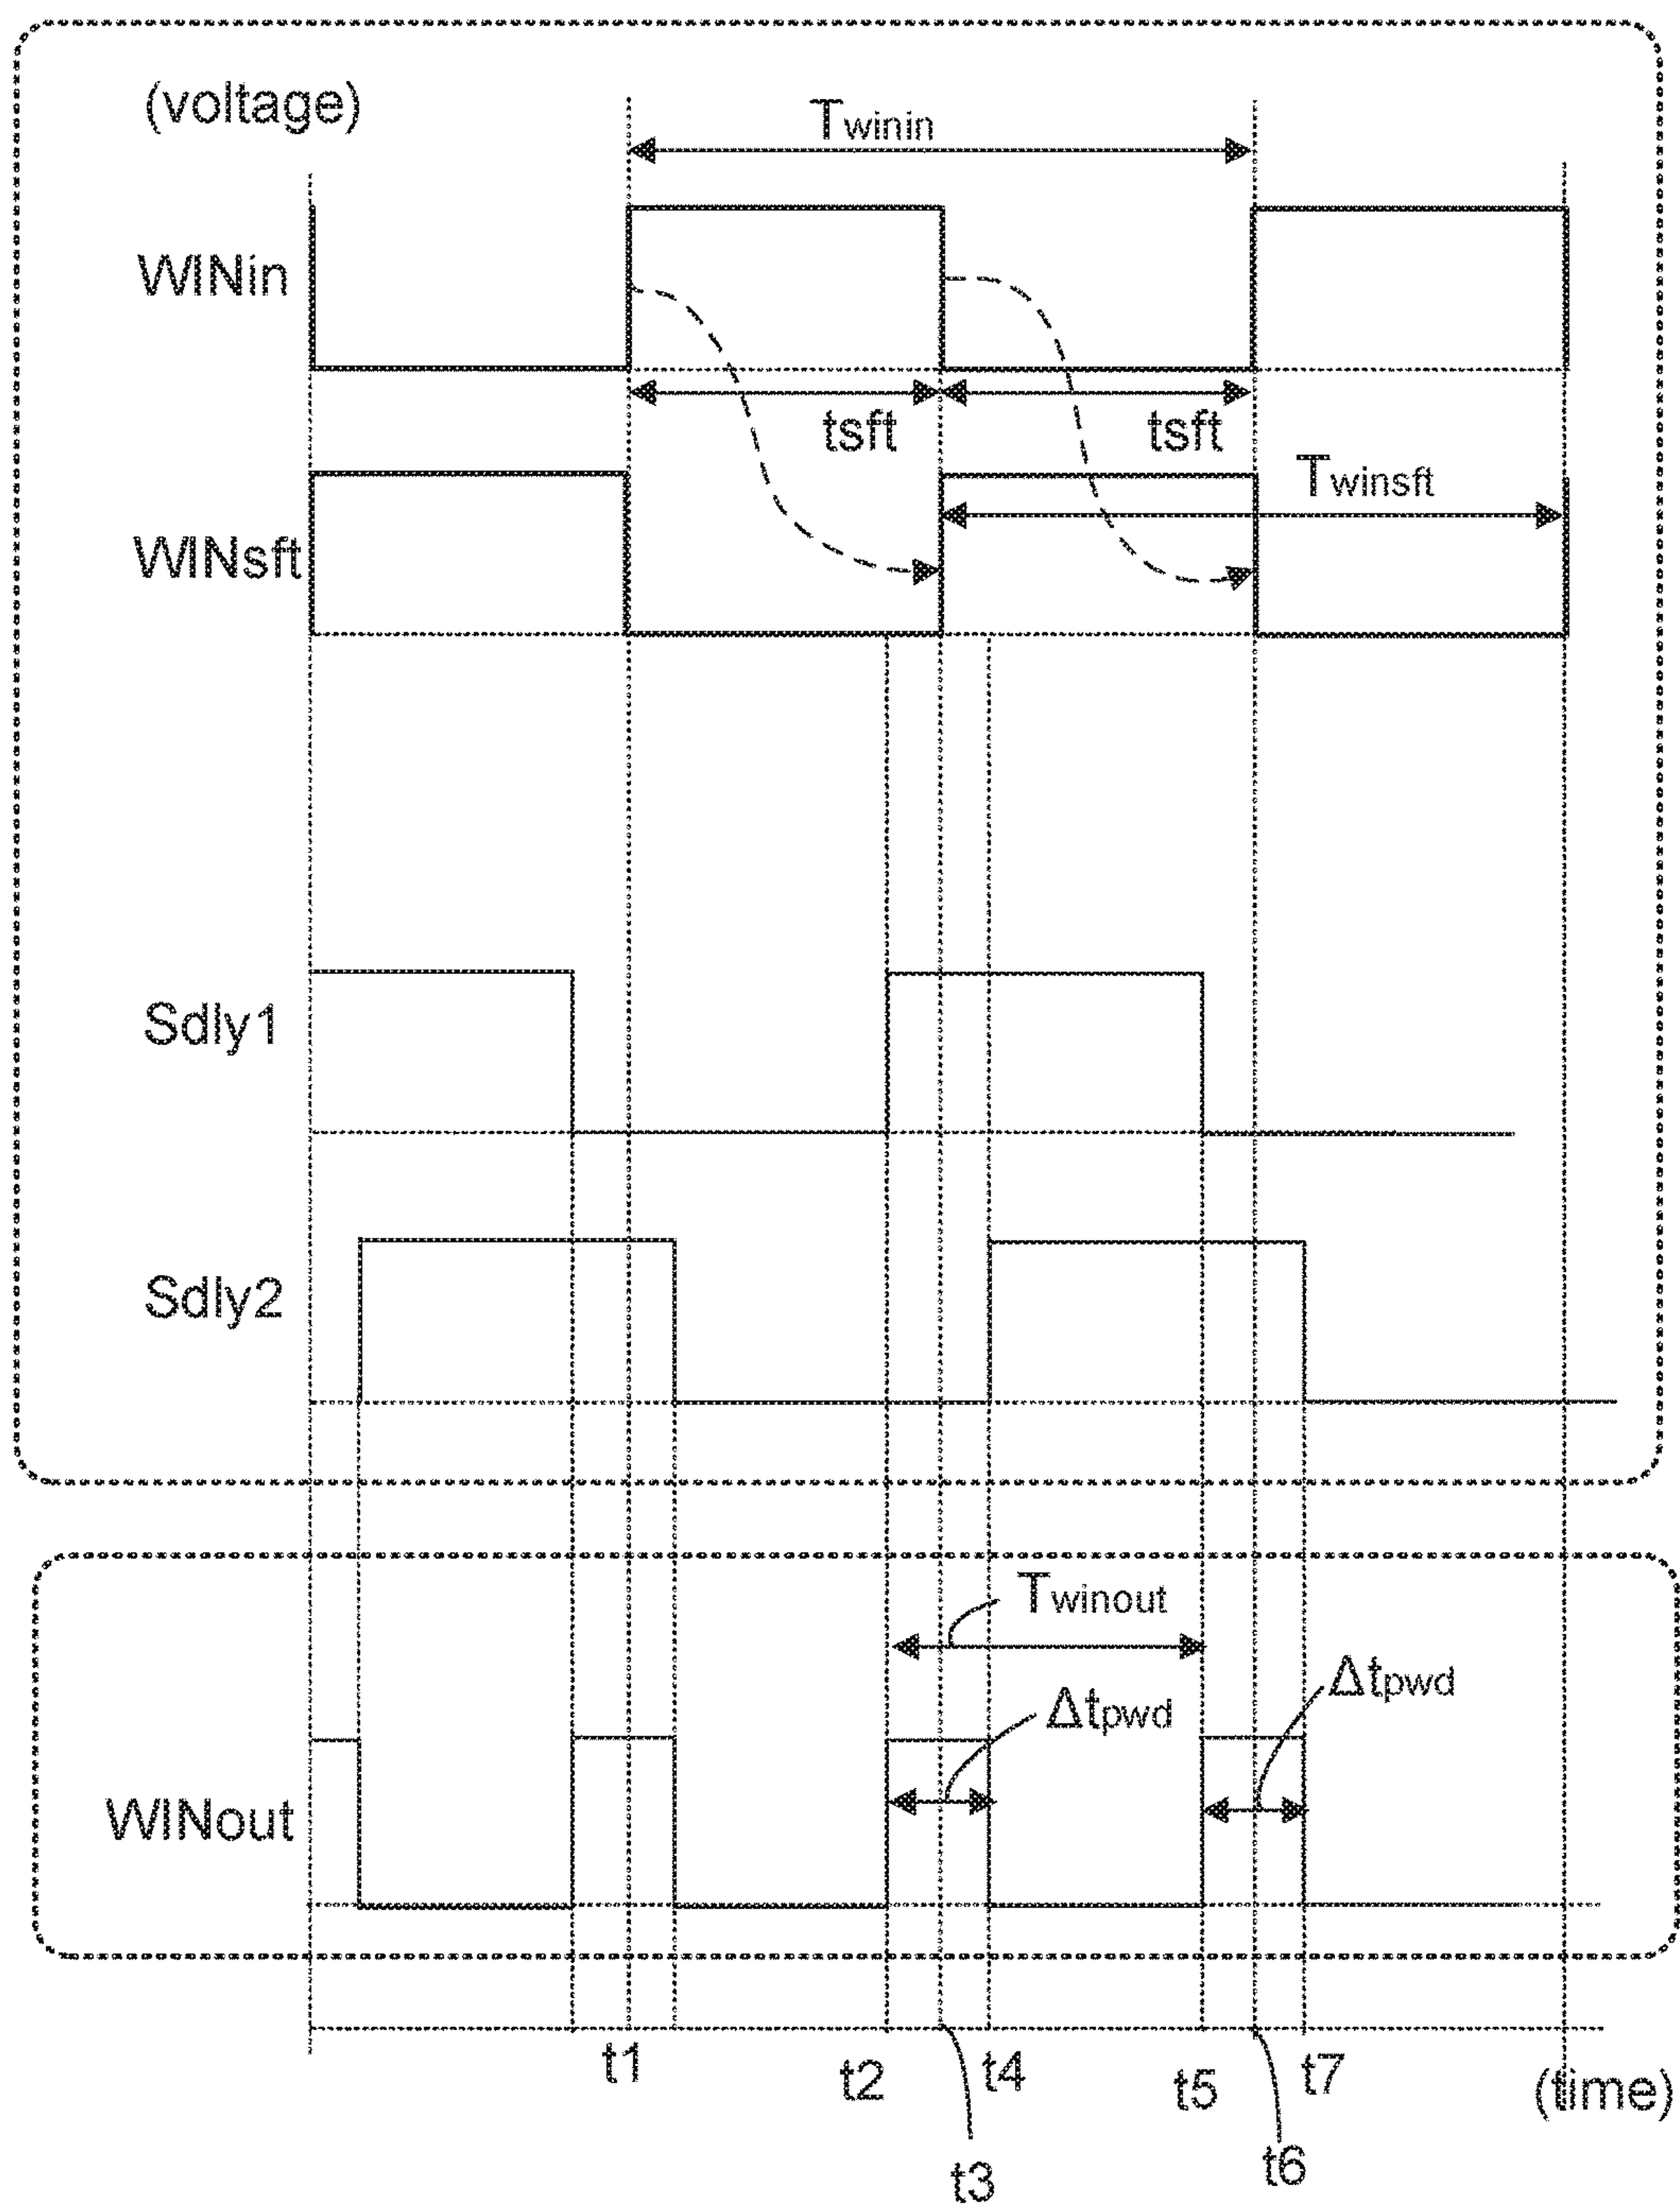 (voltage)
Twinin
WINin
tsft
tsft
Twinsft
WINsft
Sdly1
Sdly2
Twinout
Δtpwd
Δtpwd
WINout
t1
t2
t4
t5
t7
(time)
t3
t6